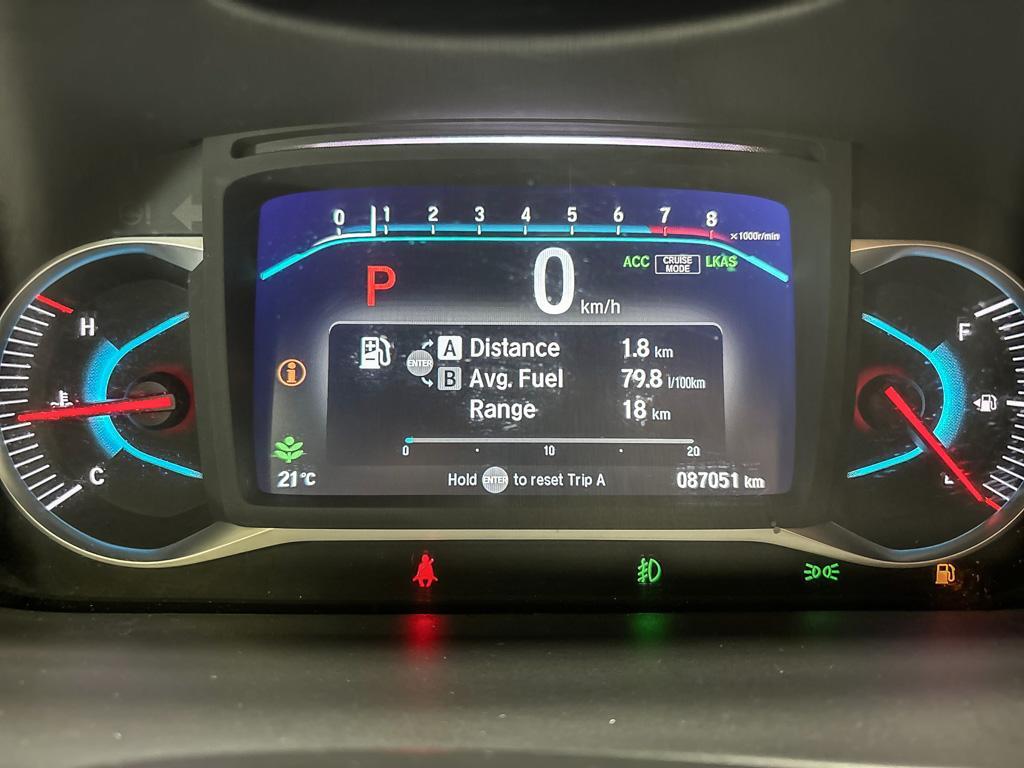 0 1 2 3 4 5 6 7 8
×1000r/min
P
0 km/h
ACC CRUISE MODE LKAS
H
C
F
ENTER
A Distance 1.8 km
B Avg. Fuel 79.8 l/100km
Range 18 km
0 10 20
21°C
Hold ENTER to reset Trip A
087051 km